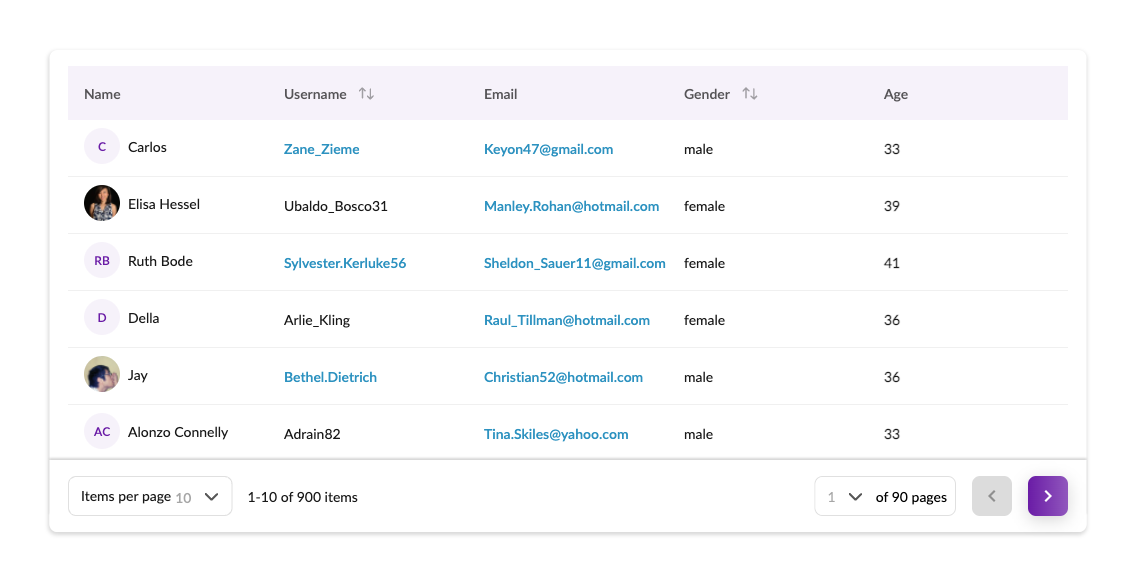 Name Username Email Gender Age
C Carlos Zane_Zieme Keyon47@gmail.com male 33
Elisa Hessel Ubaldo_Bosco31 Manley.Rohan@hotmail.com female 39
RB Ruth Bode Sylvester.Kerluke56 Sheldon_Sauer11@gmail.com female 41
D Della Arlie_Kling Raul_Tillman@hotmail.com female 36
Jay Bethel.Dietrich Christian52@hotmail.com male 36
AC Alonzo Connelly Adrain82 Tina.Skiles@yahoo.com male 33
Items per page 10 1-10 of 900 items 1 of 90 pages